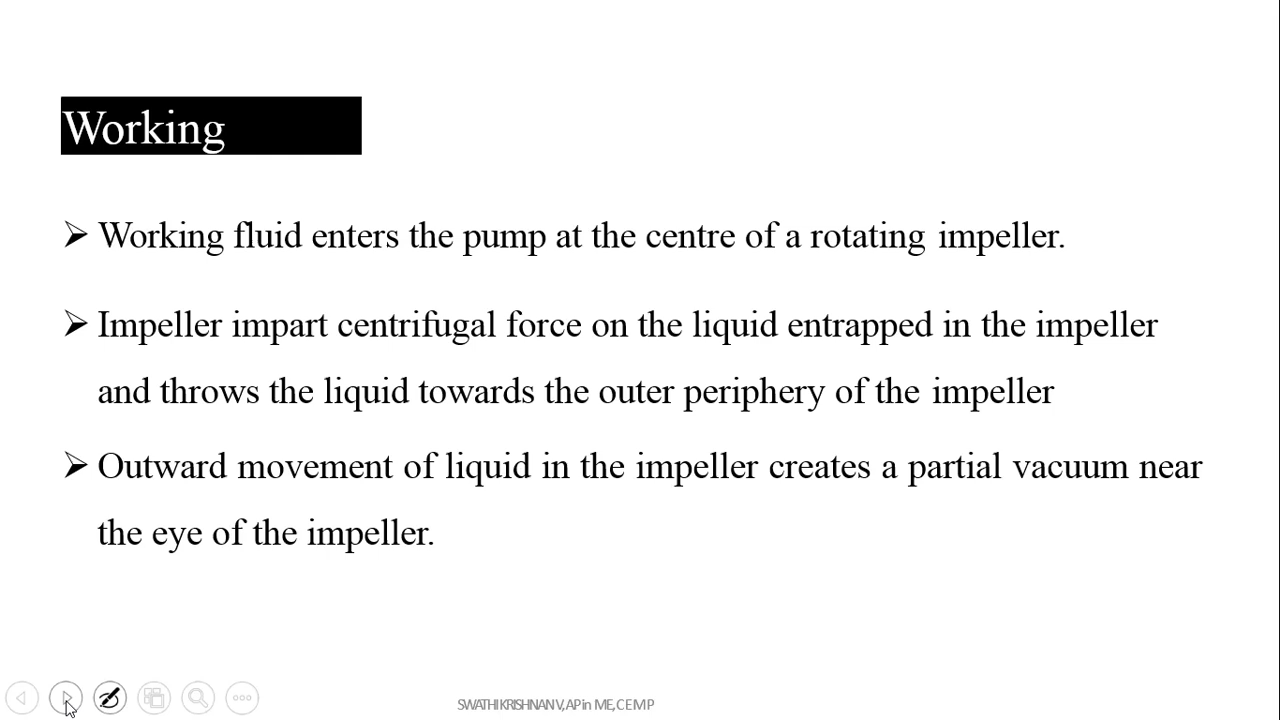 Working
➢ Working fluid enters the pump at the centre of a rotating impeller.
➢ Impeller impart centrifugal force on the liquid entrapped in the impeller
and throws the liquid towards the outer periphery of the impeller
➢ Outward movement of liquid in the impeller creates a partial vacuum near
the eye of the impeller.
SWATHI KRISHNAN V, AP in ME, CEMP